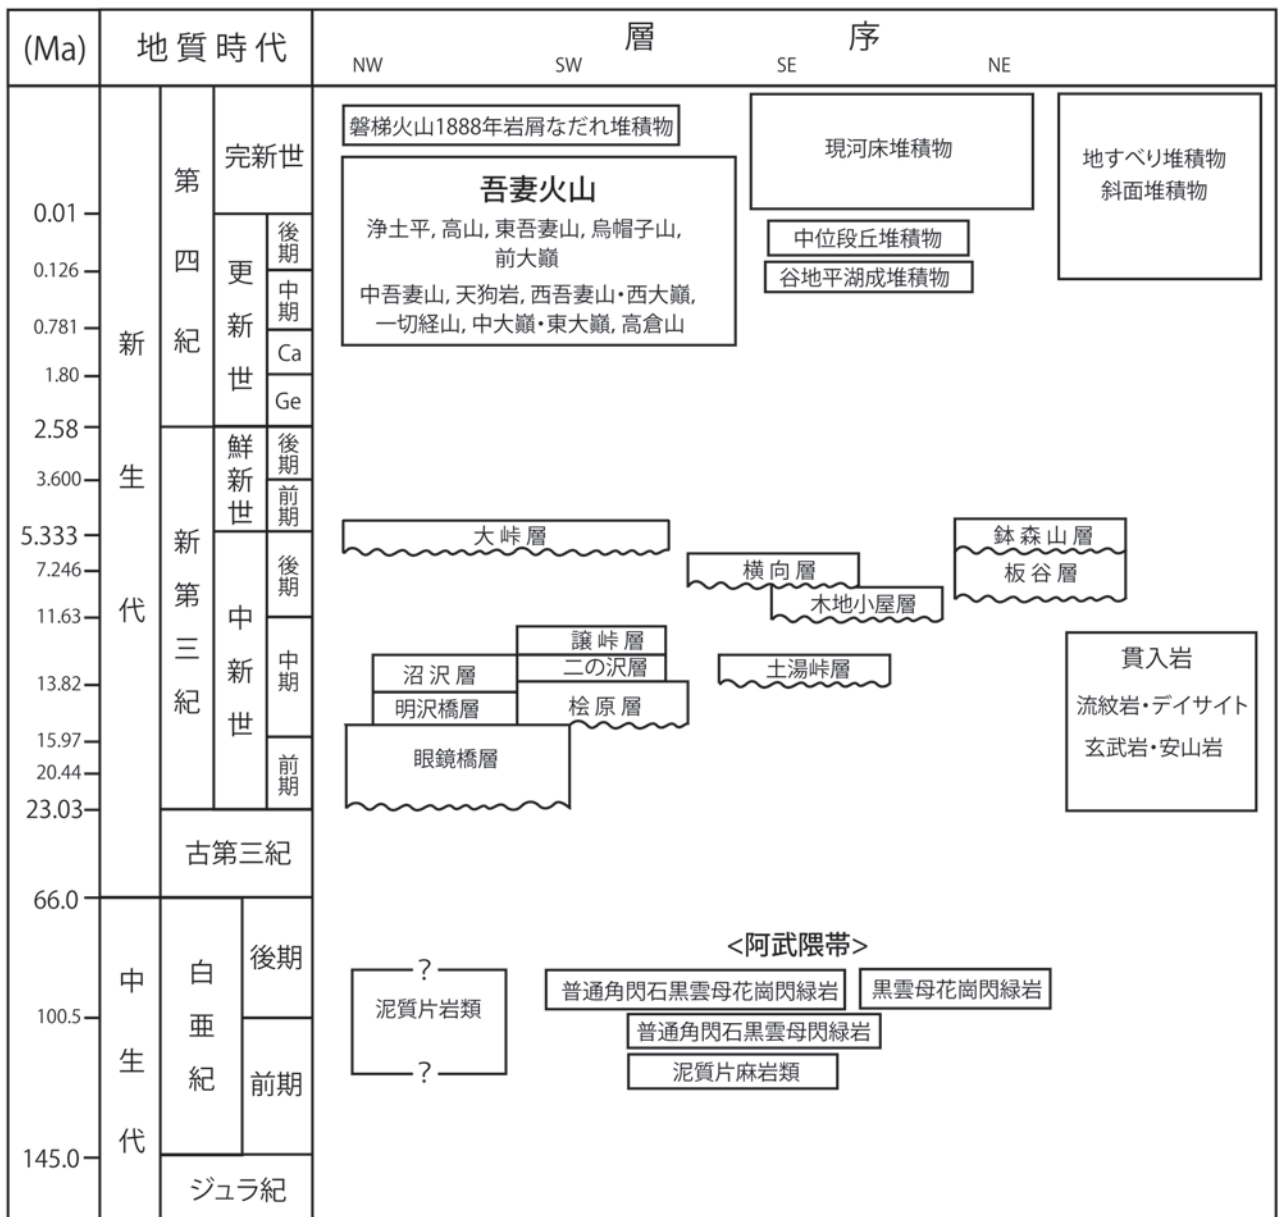 (Ma)
地質時代
層序
NW
SW
SE
NE
0.01
0.126
0.781
1.80
2.58
3.600
5.333
7.246
11.63
13.82
15.97
20.44
23.03
66.0
100.5
145.0
新生代
第四紀
完新世
更新世
後期
中期
Ca
Ge
新第三紀
鮮新世
後期
前期
中新世
後期
中期
前期
古第三紀
中生代
白亜紀
後期
前期
ジュラ紀
磐梯火山1888年岩屑なだれ堆積物
吾妻火山
浄土平, 高山, 東吾妻山, 烏帽子山,
前大巓
中吾妻山, 天狗岩, 西吾妻山・西大巓,
一切経山, 中大巓・東大巓, 高倉山
現河床堆積物
中位段丘堆積物
谷地平湖成堆積物
地すべり堆積物
斜面堆積物
大峠層
横向層
木地小屋層
鉢森山層
板谷層
譲峠層
二の沢層
桧原層
沼沢層
明沢橋層
眼鏡橋層
土湯峠層
貫入岩
流紋岩・デイサイト
玄武岩・安山岩
<阿武隈帯>
?
泥質片岩類
?
普通角閃石黒雲母花崗閃緑岩
黒雲母花崗閃緑岩
普通角閃石黒雲母閃緑岩
泥質片麻岩類